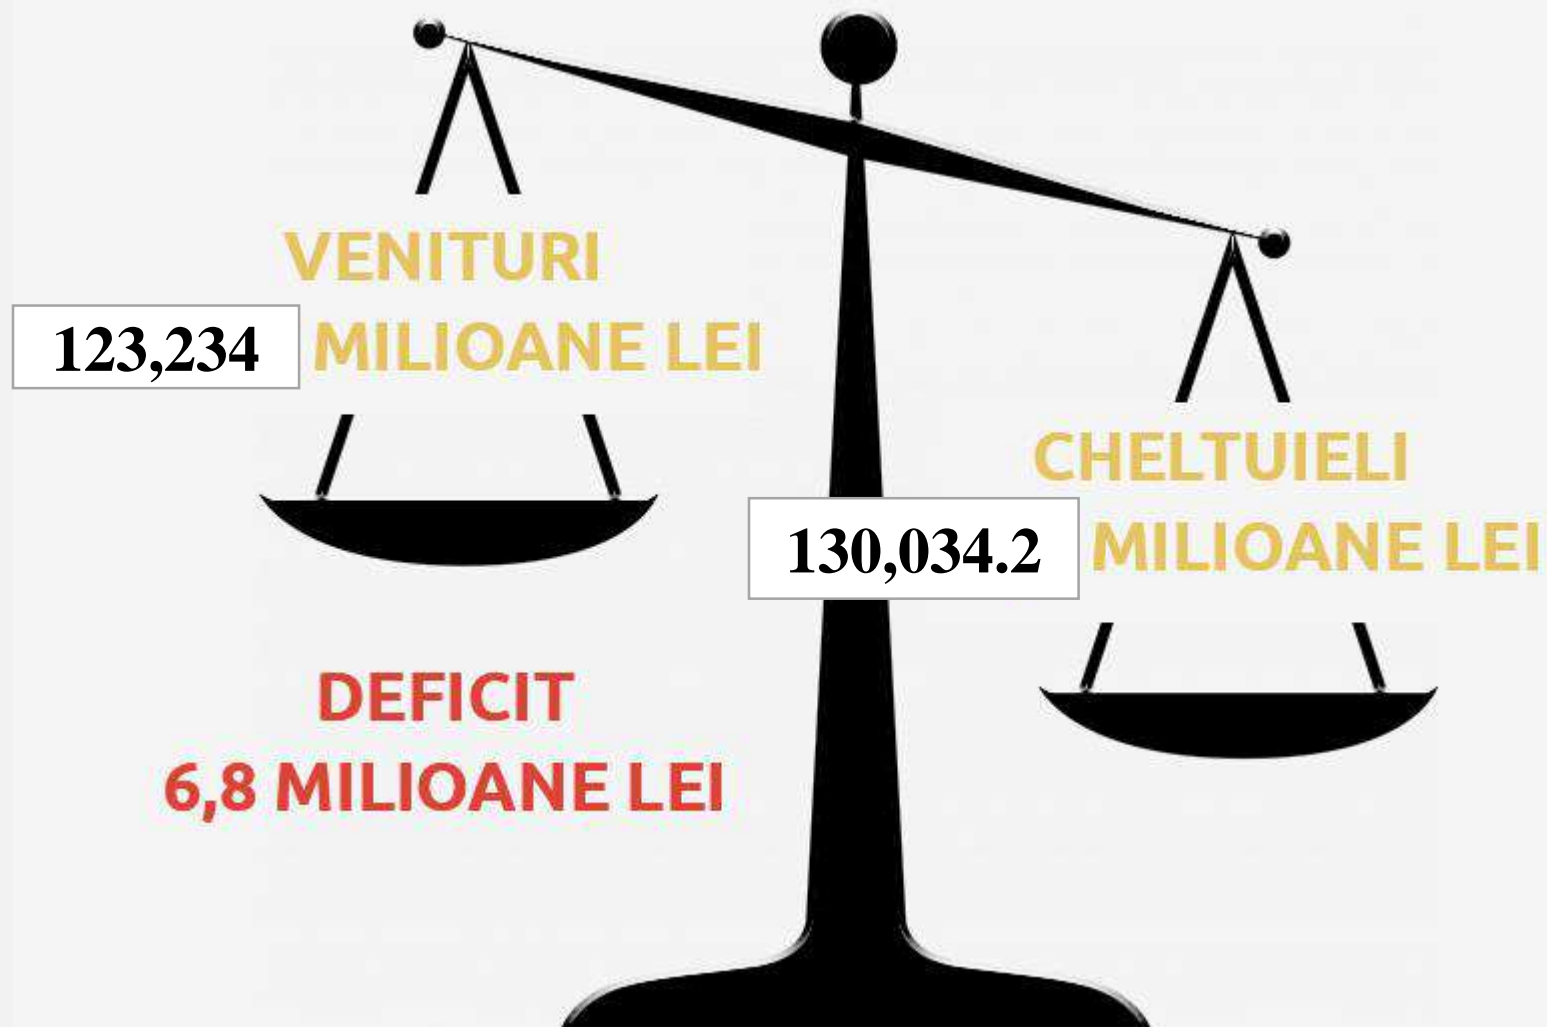 VENITURI
123,234 MILIOANE LEI
CHELTUIELI
130,034.2 MILIOANE LEI
DEFICIT
6,8 MILIOANE LEI